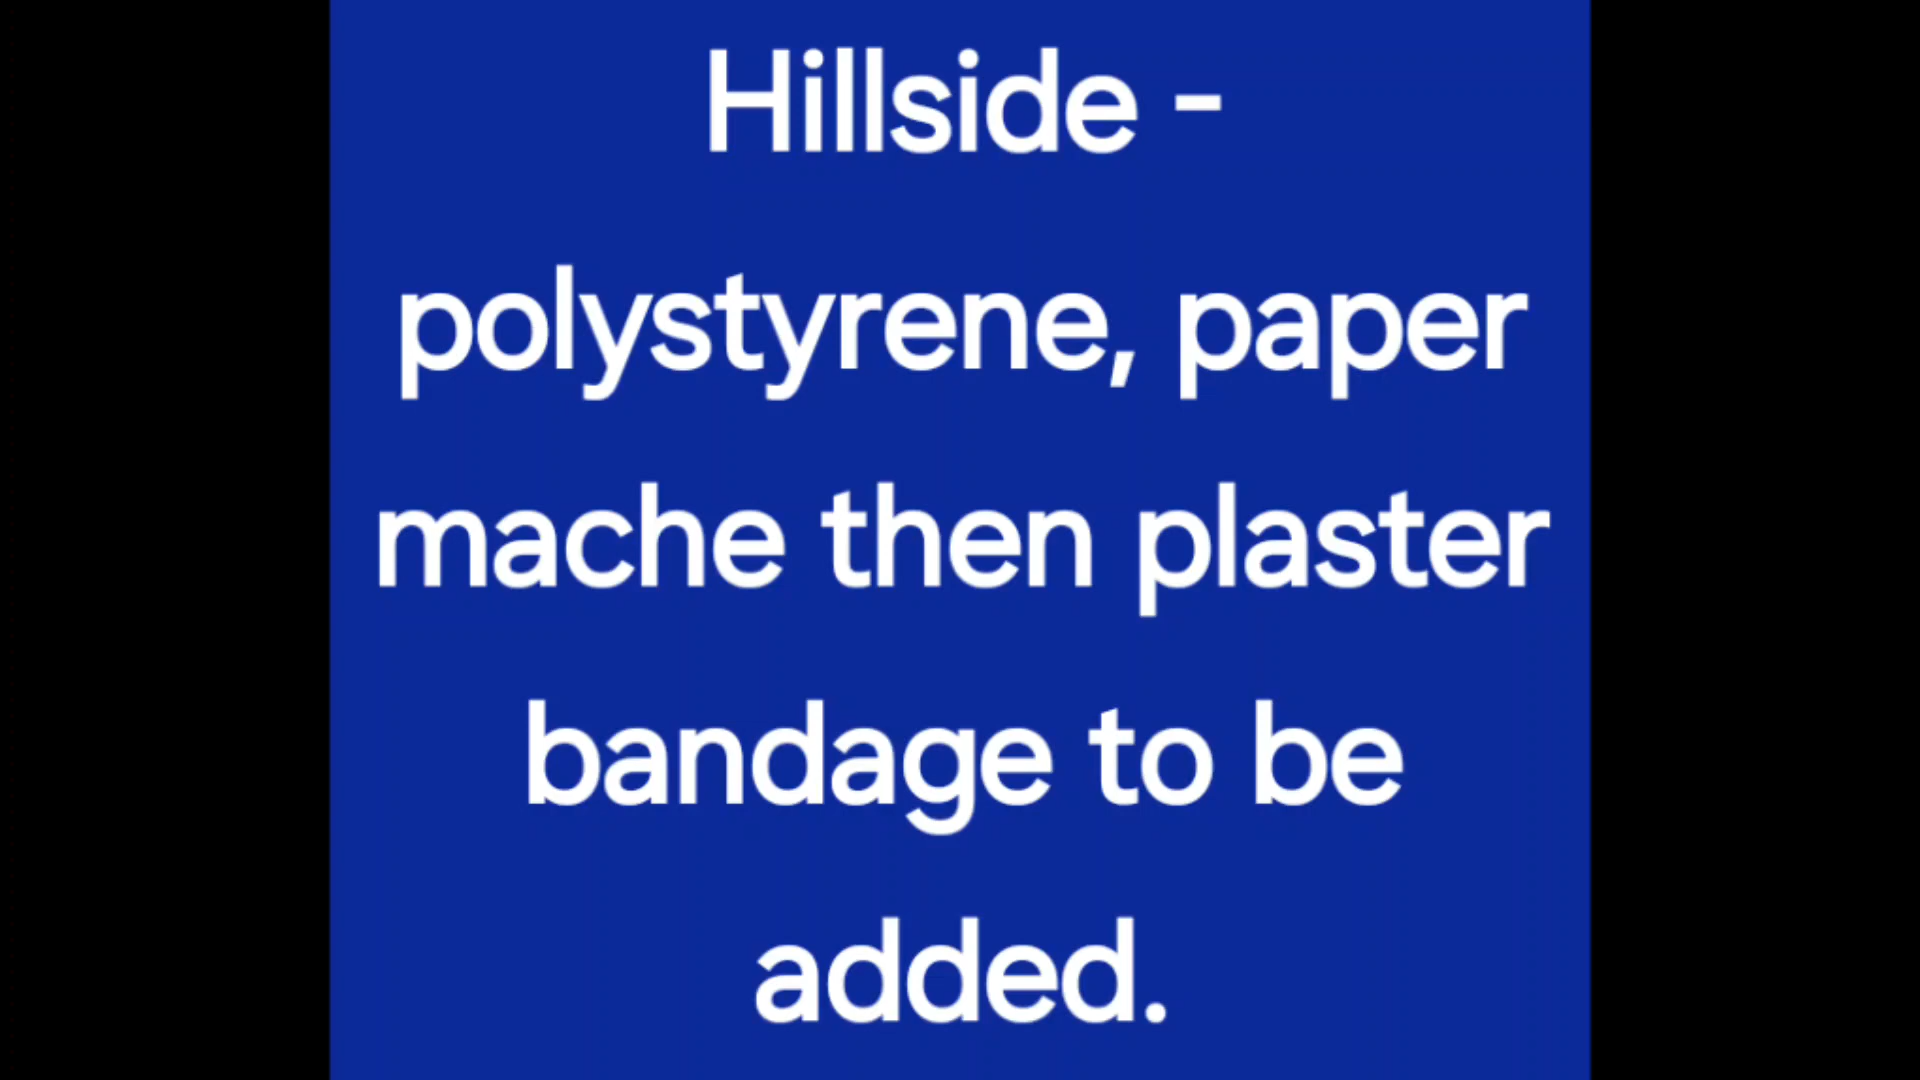 Hillside -
polystyrene, paper
mache then plaster
bandage to be
added.